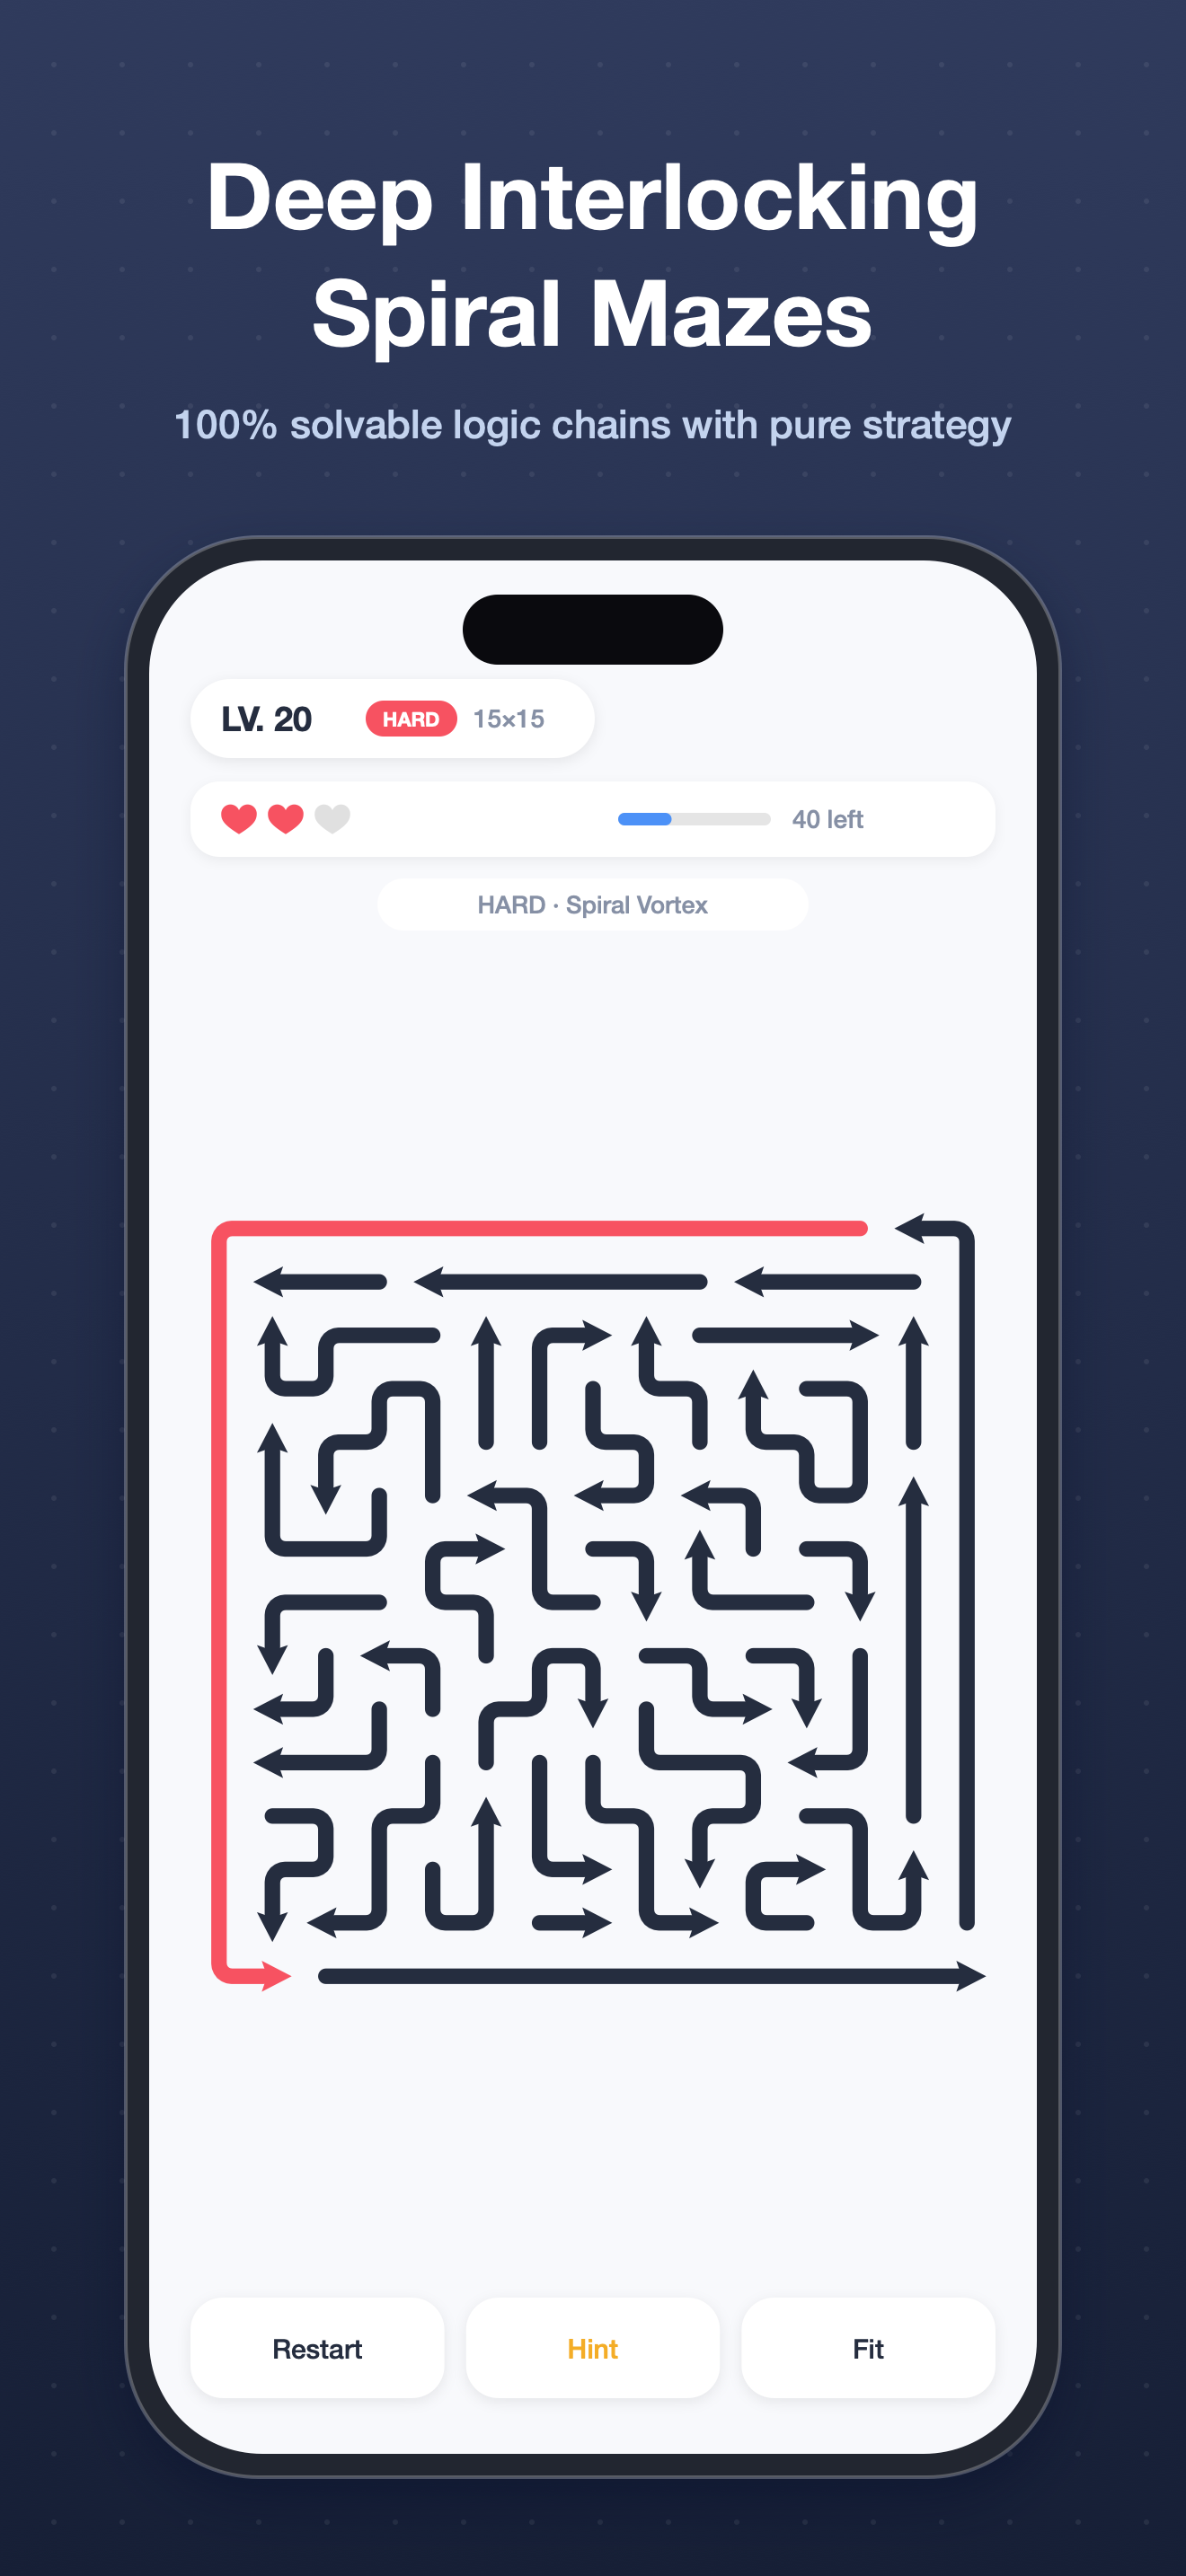 Deep Interlocking
Spiral Mazes
100% solvable logic chains with pure strategy
LV. 20 HARD 15×15
40 left
HARD · Spiral Vortex
Restart Hint Fit